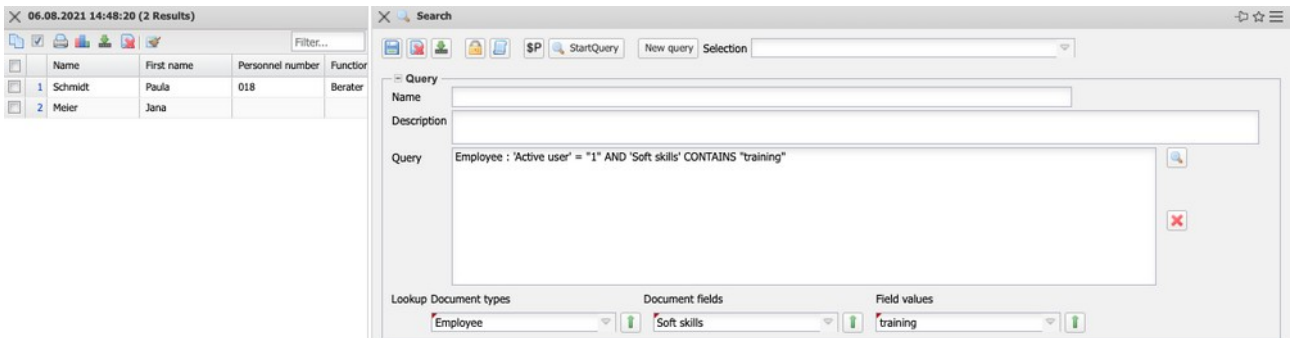 06.08.2021 14:48:20 (2 Results)
Filter...
Name First name Personnel number Function
1 Schmidt Paula 018 Berater
2 Meier Jana
Search
$P StartQuery New query Selection
Query
Name
Description
Query Employee : 'Active user' = "1" AND 'Soft skills' CONTAINS "training"
Lookup Document types Document fields Field values
Employee Soft skills training